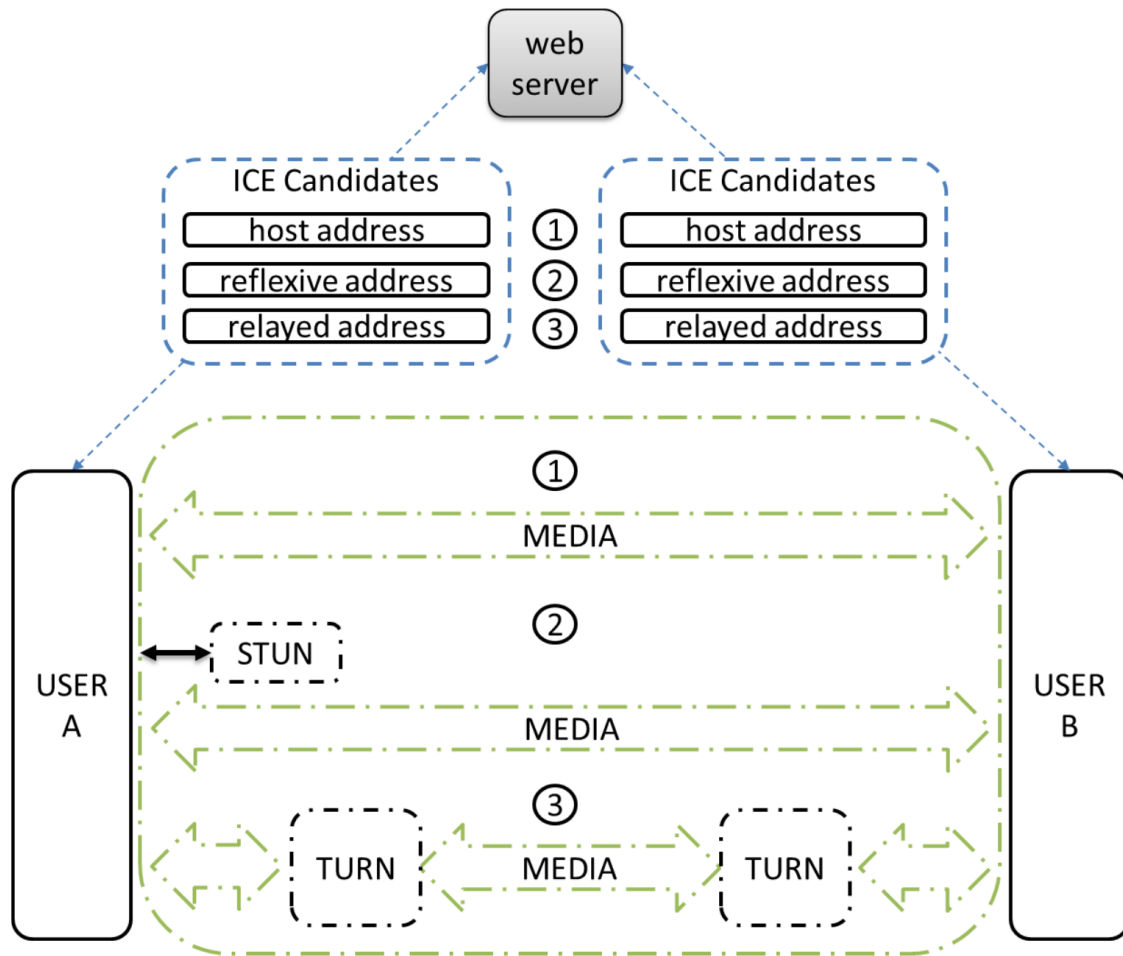 web
server
ICE Candidates
ICE Candidates
host address
1
host address
reflexive address
2
reflexive address
relayed address
3
relayed address
1
MEDIA
2
STUN
USER
A
USER
B
MEDIA
3
TURN
MEDIA
TURN